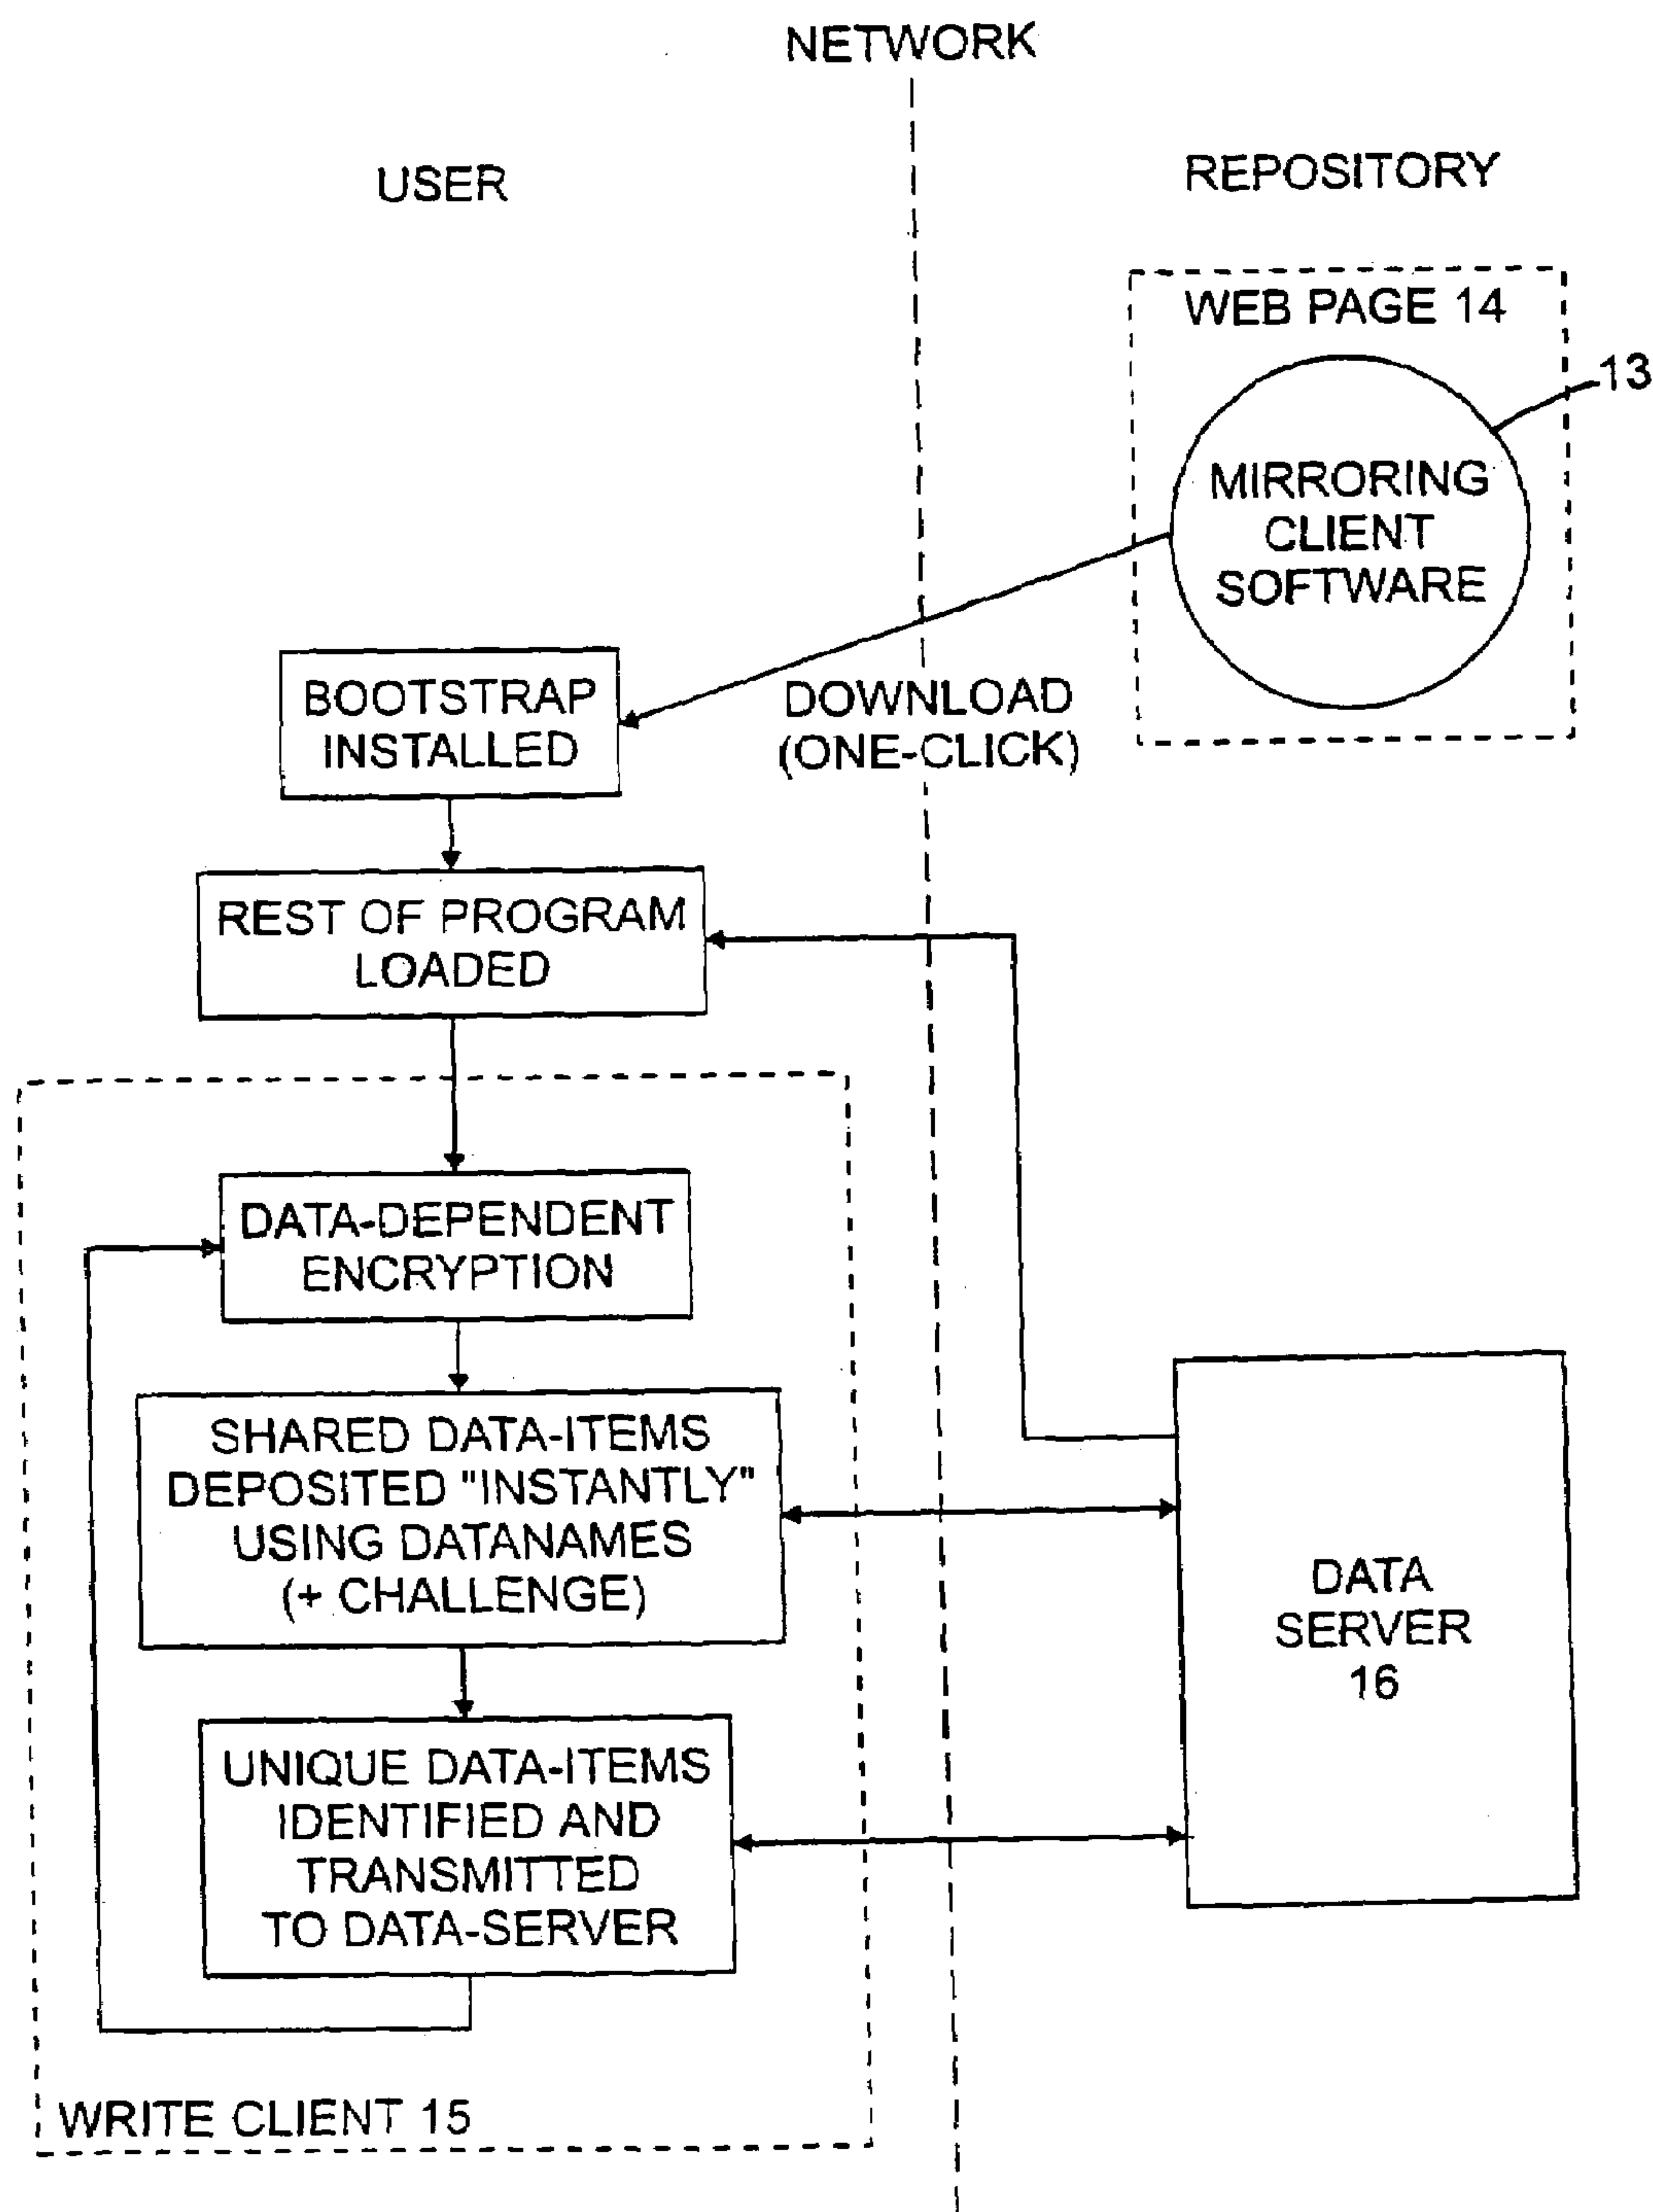 NETWORK
USER
REPOSITORY
WEB PAGE 14
13
MIRRORING
CLIENT
SOFTWARE
BOOTSTRAP
INSTALLED
DOWNLOAD
(ONE-CLICK)
REST OF PROGRAM
LOADED
DATA-DEPENDENT
ENCRYPTION
SHARED DATA-ITEMS
DEPOSITED "INSTANTLY"
USING DATANAMES
(+ CHALLENGE)
DATA
SERVER
16
UNIQUE DATA-ITEMS
IDENTIFIED AND
TRANSMITTED
TO DATA-SERVER
WRITE CLIENT 15